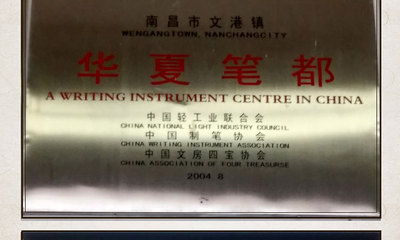 南昌市文港镇
WENGANGTOWN, NANCHANGCITY
华夏笔都
A WRITING INSTRUMENT CENTRE IN CHINA
中国轻工业联合会
CHINA NATIONAL LIGHT INDUSTRY COUNCIL
中国制笔协会
CHINA WRITING INSTRUMENT ASSOCIATION
中国文房四宝协会
CHINA ASSOCIATION OF FOUR TREASURSE
2004.8